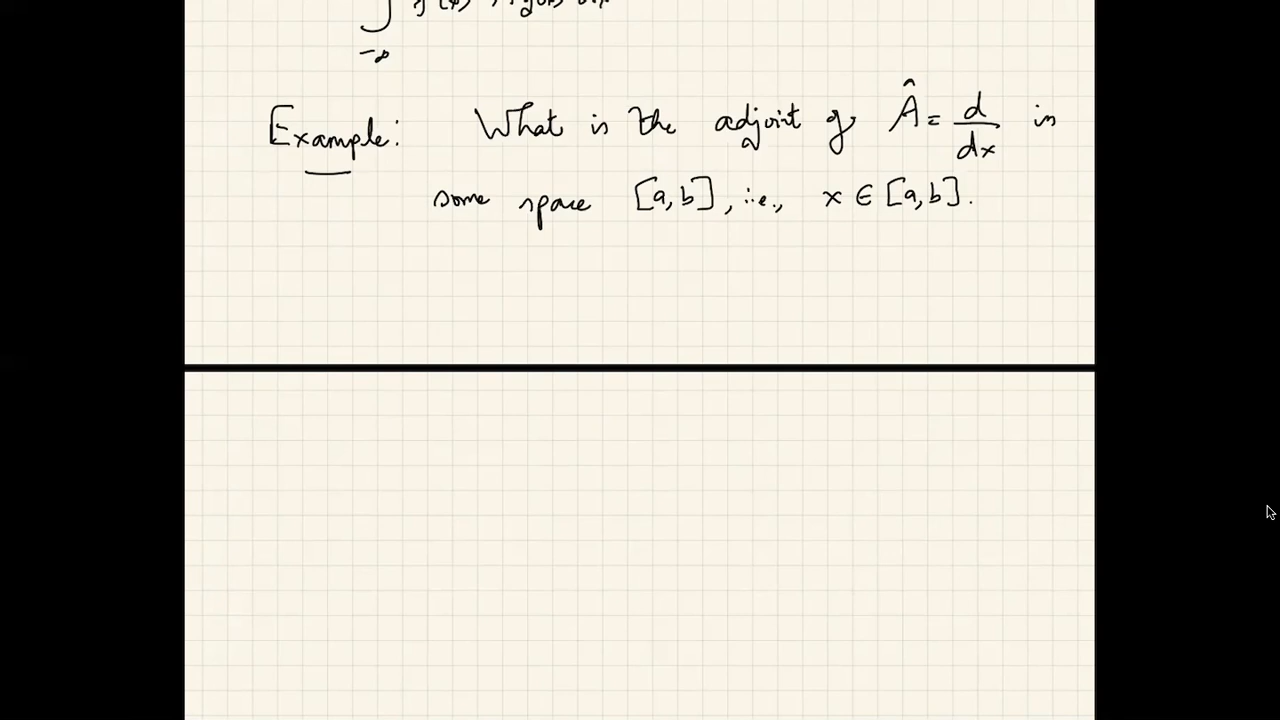 -∞
Example: What is the adjoint of Â = d/dx in
some space [a,b], i.e., x ∈ [a,b].